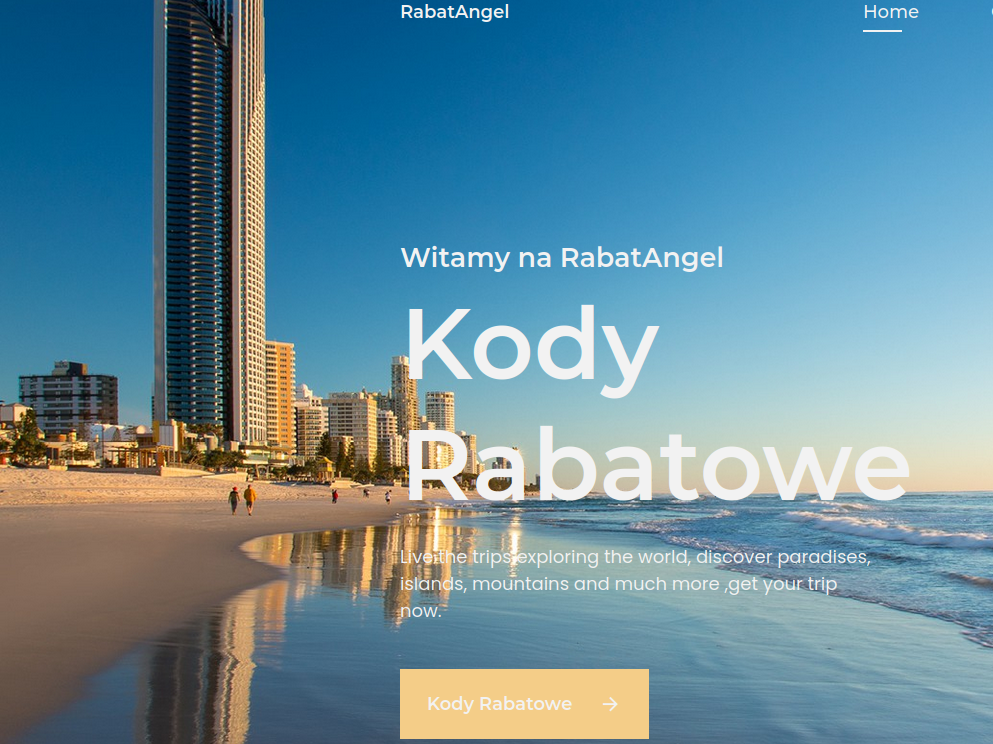 RabatAngel
Home
Witamy na RabatAngel
Kody
Rabatowe
Live the trips exploring the world, discover paradises,
islands, mountains and much more ,get your trip
now.
Kody Rabatowe →